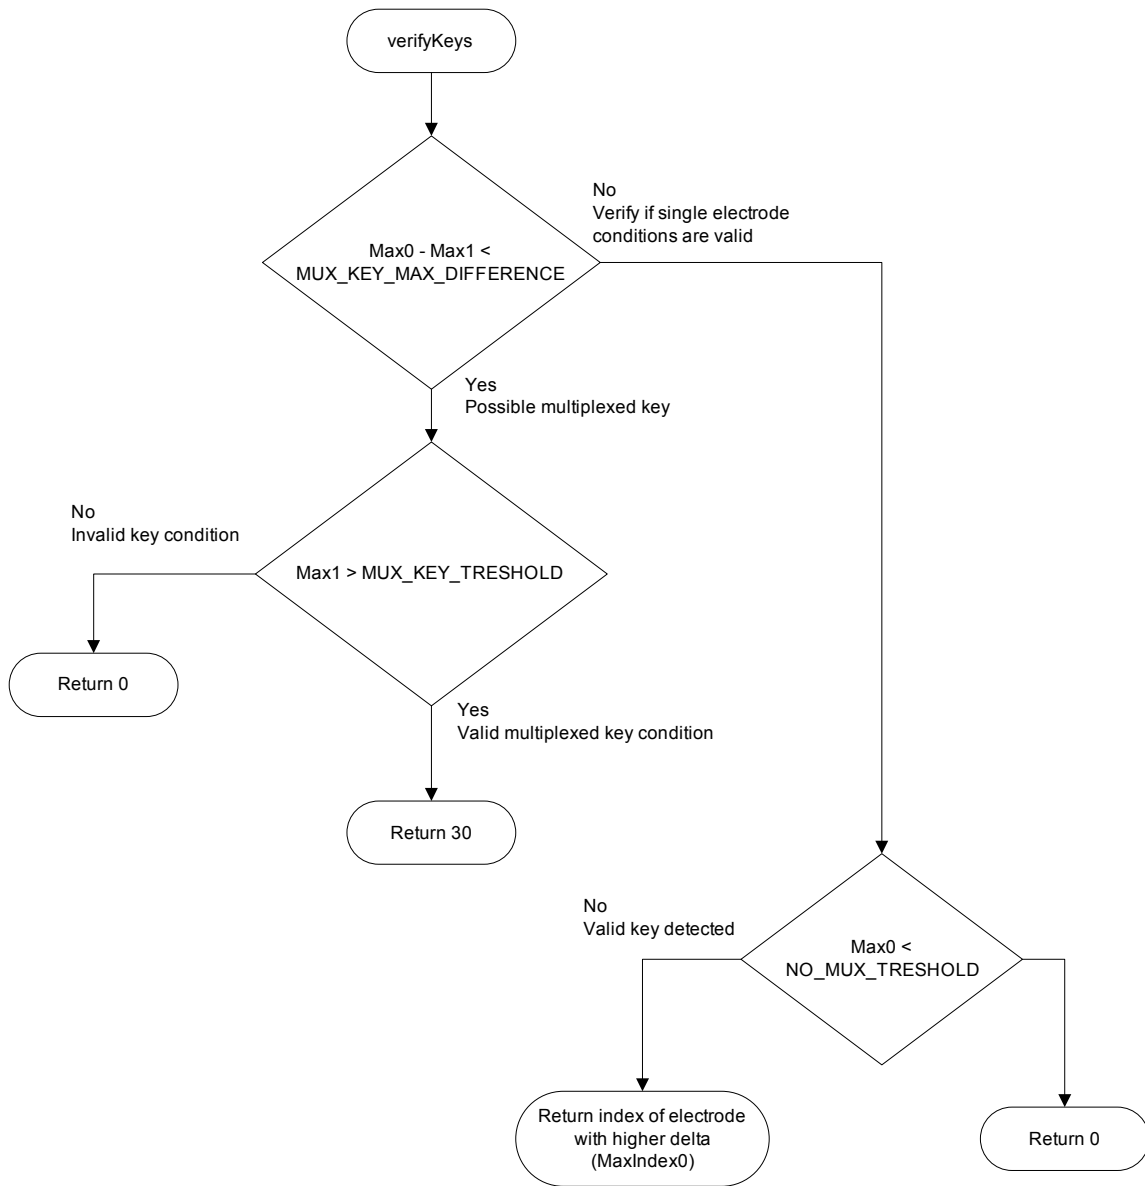 verifyKeys
No
Verify if single electrode
conditions are valid
Max0 - Max1 <
MUX_KEY_MAX_DIFFERENCE
Yes
Possible multiplexed key
No
Invalid key condition
Max1 > MUX_KEY_TRESHOLD
Return 0
Yes
Valid multiplexed key condition
Return 30
No
Valid key detected
Max0 <
NO_MUX_TRESHOLD
Return index of electrode
with higher delta
(MaxIndex0)
Return 0